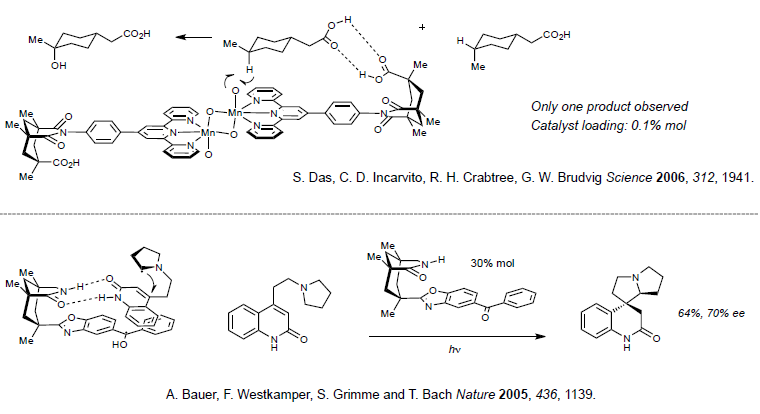 Me
CO2H
OH
Me
H
O
H
O
+
H
CO2H
Me
H
O
O
Me
O
O
Mn
N
N
N
N
O
O
Me
Me
Only one product observed
Catalyst loading: 0.1% mol
Me
Me
O
N
O
CO2H
Me
N
N
N
Mn
O
O
S. Das, C. D. Incarvito, R. H. Crabtree, G. W. Brudvig Science 2006, 312, 1941.
Me
Me
N
H
O
O
H
N
N
Me
O
N
HO
N
N
H
O
Me
Me
N
H
O
Me
O
N
O
30% mol
hν
N
N
H
O
64%, 70% ee
A. Bauer, F. Westkamper, S. Grimme and T. Bach Nature 2005, 436, 1139.